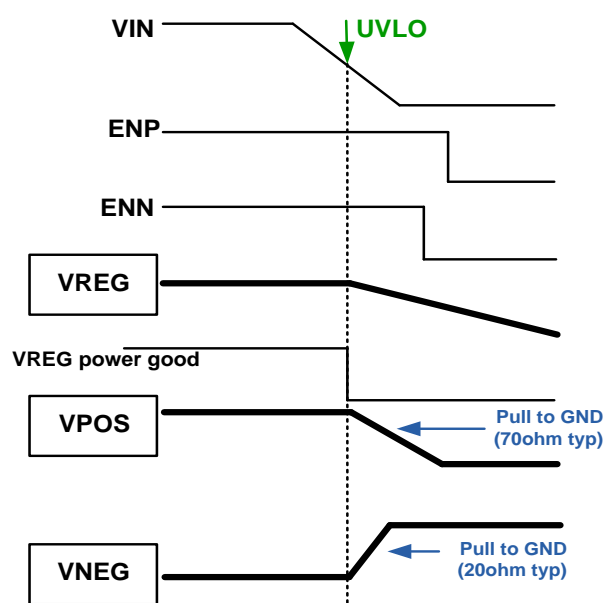 VIN
UVLO
ENP
ENN
VREG
VREG power good
VPOS
Pull to GND
(70ohm typ)
VNEG
Pull to GND
(20ohm typ)